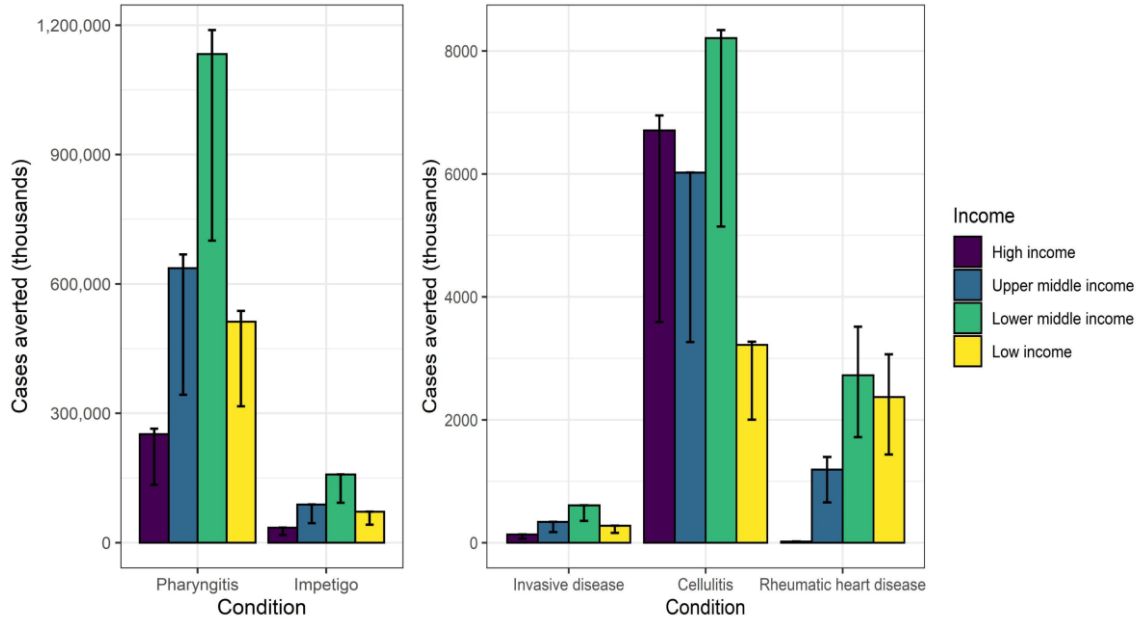 Cases averted (thousands)
1,200,000
900,000
600,000
300,000
0
Pharyngitis
Impetigo
Condition
Cases averted (thousands)
8000
6000
4000
2000
0
Invasive disease
Cellulitis
Rheumatic heart disease
Condition
Income
High income
Upper middle income
Lower middle income
Low income